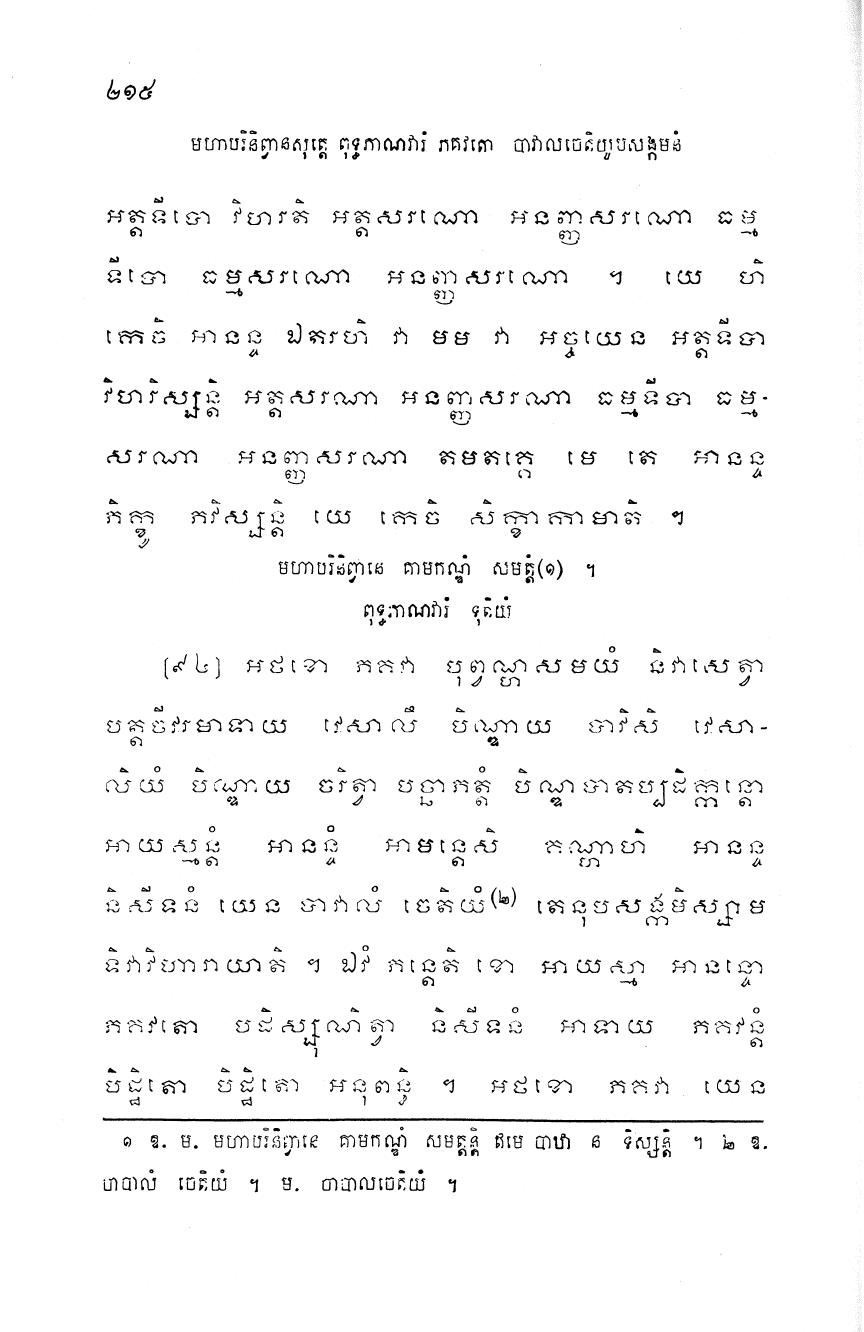 ២១៥
មហាបរិនិព្វានសុត្តេ ពុទ្ធភាណវារំ ភគវតោ បាវាលចេតិយូបសង្កមនំ
អត្តទីបោ វិហរតិ អត្តសរណោ អនញ្ញសរណោ ធម្ម
ទីបោ ធម្មសរណោ អនញ្ញសរណោ ។ យេ ហិ
កេចិ អានន្ទ ឯតរហិ វា មម វា អច្ចយេន អត្តទីបា
វិហរិស្សន្តិ អត្តសរណា អនញ្ញសរណា ធម្មទីបា ធម្ម-
សរណា អនញ្ញសរណា តមតគ្គេ មេ តេ អានន្ទ
ភិក្ខូ ភវិស្សន្តិ យេ កេចិ សិក្ខាកាមាតិ ។
មហាបរិនិព្វានេ គាមកណ្ឌំ សមត្តំ(១) ។
ពុទ្ធភាណវារំ ទុតិយំ
[៩៤] អថខោ ភគវា បុព្វណ្ហសមយំ និវាសេត្វា
បត្តចីវរមាទាយ វេសាលឹ បិណ្ឌាយ បាវិសិ វេសា-
លិយំ បិណ្ឌាយ ចរិត្វា បច្ឆាភត្តំ បិណ្ឌបាតប្បដិក្កន្តោ
អាយស្មន្តំ អានន្ទំ អាមន្តេសិ គណ្ហាហិ អានន្ទ
និសីទនំ យេន បាវាលំ ចេតិយំ(២) តេនុបសង្កមិស្សាម
ទិវាវិហារាយាតិ ។ ឯវំ ភន្តេតិ ខោ អាយស្មា អានន្ទោ
ភគវតោ បដិស្សុណិត្វា និសីទនំ អាទាយ ភគវន្តំ
បិដ្ឋិតោ បិដ្ឋិតោ អនុពន្ធិ ។ អថខោ ភគវា យេន
១ ឱ. ម. មហាបរិនិព្វានេ គាមកណ្ឌំ សមត្តន្តិ ឥមេ បាឋា ន ទិស្សន្តិ ។ ២ ឱ.
ហាបាលំ ចេតិយំ ។ ម. ចាបាលចេតិយំ ។